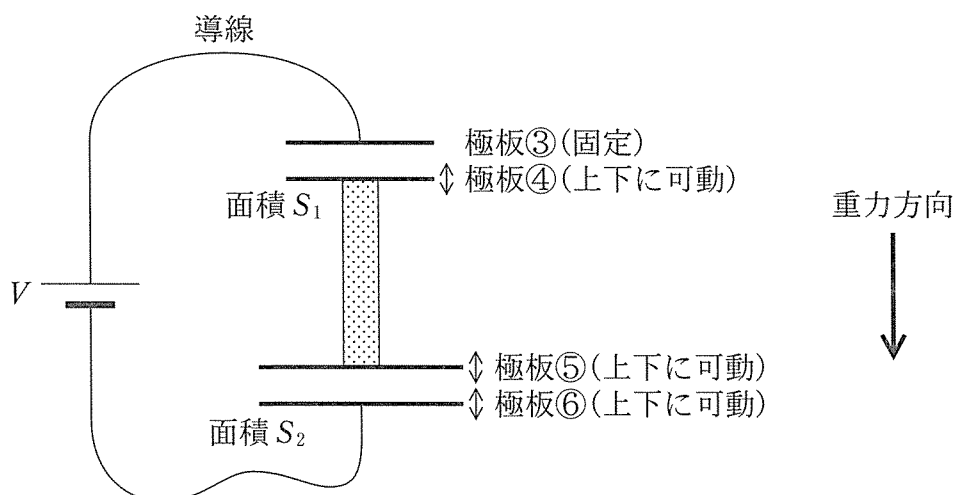 導線
極板③(固定)
極板④(上下に可動)
面積 S₁
重力方向
V
極板⑤(上下に可動)
極板⑥(上下に可動)
面積 S₂